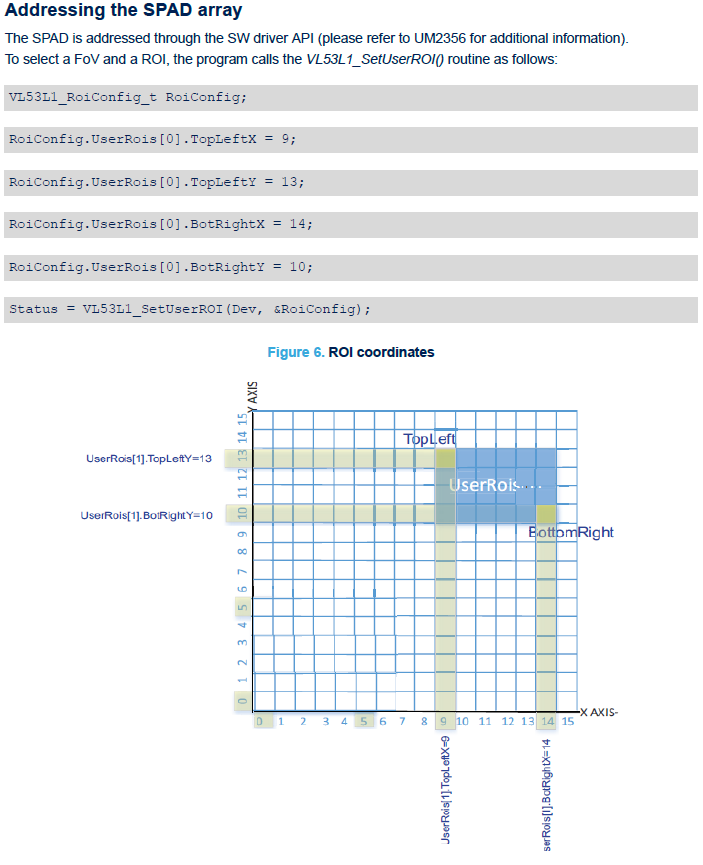 Addressing the SPAD array
The SPAD is addressed through the SW driver API (please refer to UM2356 for additional information).
To select a FoV and a ROI, the program calls the VL53L1_SetUserROI() routine as follows:
VL53L1_RoiConfig_t RoiConfig;
RoiConfig.UserRois[0].TopLeftX = 9;
RoiConfig.UserRois[0].TopLeftY = 13;
RoiConfig.UserRois[0].BotRightX = 14;
RoiConfig.UserRois[0].BotRightY = 10;
Status = VL53L1_SetUserROI(Dev, &RoiConfig);
Figure 6. ROI coordinates
Y AXIS
15
14
TopLeft
UserRois[1].TopLeftY=13
13
12
11
UserRois...
UserRois[1].BotRightY=10
10
BottomRight
9
8
7
6
5
4
3
2
1
0
X AXIS-
0 1 2 3 4 5 6 7 8 9 10 11 12 13 14 15
UserRois[1].TopLeftX=9
serRois[I].BotRightX=14